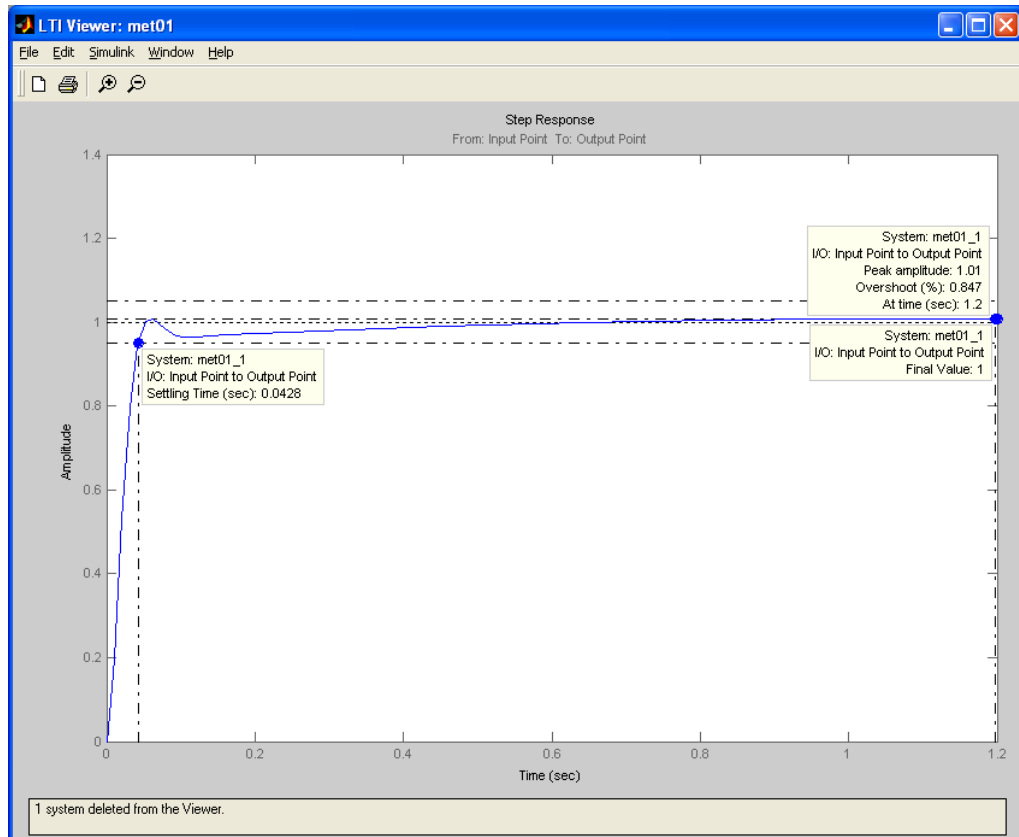 LTI Viewer: met01
File Edit Simulink Window Help
Step Response
From: Input Point To: Output Point
1.4
1.2
1
0.8
0.6
0.4
0.2
0
Amplitude
System: met01_1
I/O: Input Point to Output Point
Peak amplitude: 1.01
Overshoot (%): 0.847
At time (sec): 1.2
System: met01_1
I/O: Input Point to Output Point
Final Value: 1
System: met01_1
I/O: Input Point to Output Point
Settling Time (sec): 0.0428
0 0.2 0.4 0.6 0.8 1 1.2
Time (sec)
1 system deleted from the Viewer.